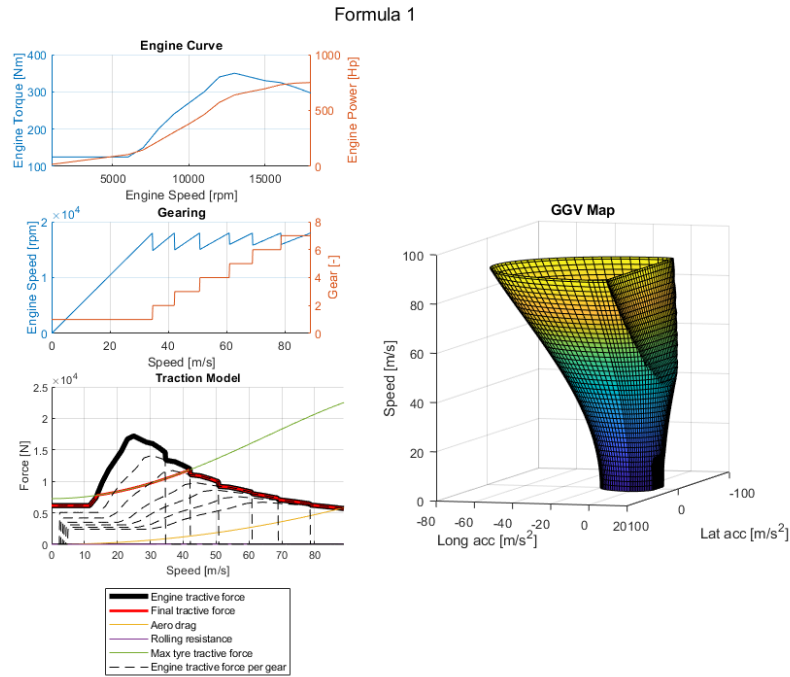 Formula 1
Engine Curve
Engine Torque [Nm]
400
300
200
100
1000
500
0
Engine Power [Hp]
5000 10000 15000
Engine Speed [rpm]
Gearing
×10^4
Engine Speed [rpm]
2
1
0
8
6
4
2
0
Gear [-]
0 20 40 60 80
Speed [m/s]
Traction Model
×10^4
Force [N]
2.5
2
1.5
1
0.5
0
0 10 20 30 40 50 60 70 80
Speed [m/s]
Engine tractive force
Final tractive force
Aero drag
Rolling resistance
Max tyre tractive force
Engine tractive force per gear
GGV Map
Speed [m/s]
100
80
60
40
20
0
-80 -60 -40 -20 0 20
Long acc [m/s^2]
100 0 -100
Lat acc [m/s^2]